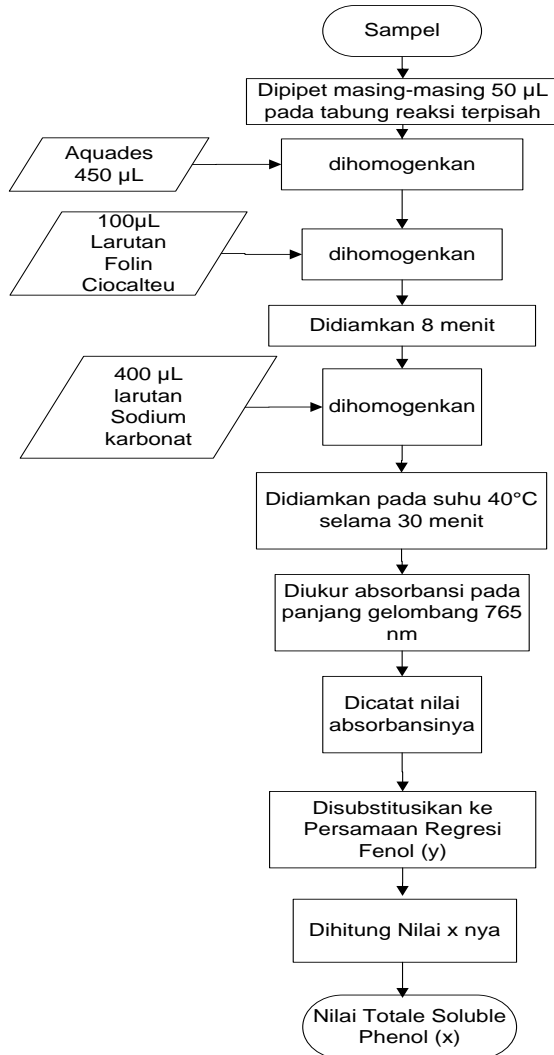 Sampel
Dipipet masing-masing 50 µL
pada tabung reaksi terpisah
Aquades
450 µL
dihomogenkan
100µL
Larutan
Folin
Ciocalteu
dihomogenkan
Didiamkan 8 menit
400 µL
larutan
Sodium
karbonat
dihomogenkan
Didiamkan pada suhu 40°C
selama 30 menit
Diukur absorbansi pada
panjang gelombang 765
nm
Dicatat nilai
absorbansinya
Disubstitusikan ke
Persamaan Regresi
Fenol (y)
Dihitung Nilai x nya
Nilai Totale Soluble
Phenol (x)